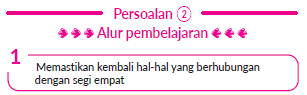 Persoalan ②
Alur pembelajaran
1
Memastikan kembali hal-hal yang berhubungan
dengan segi empat